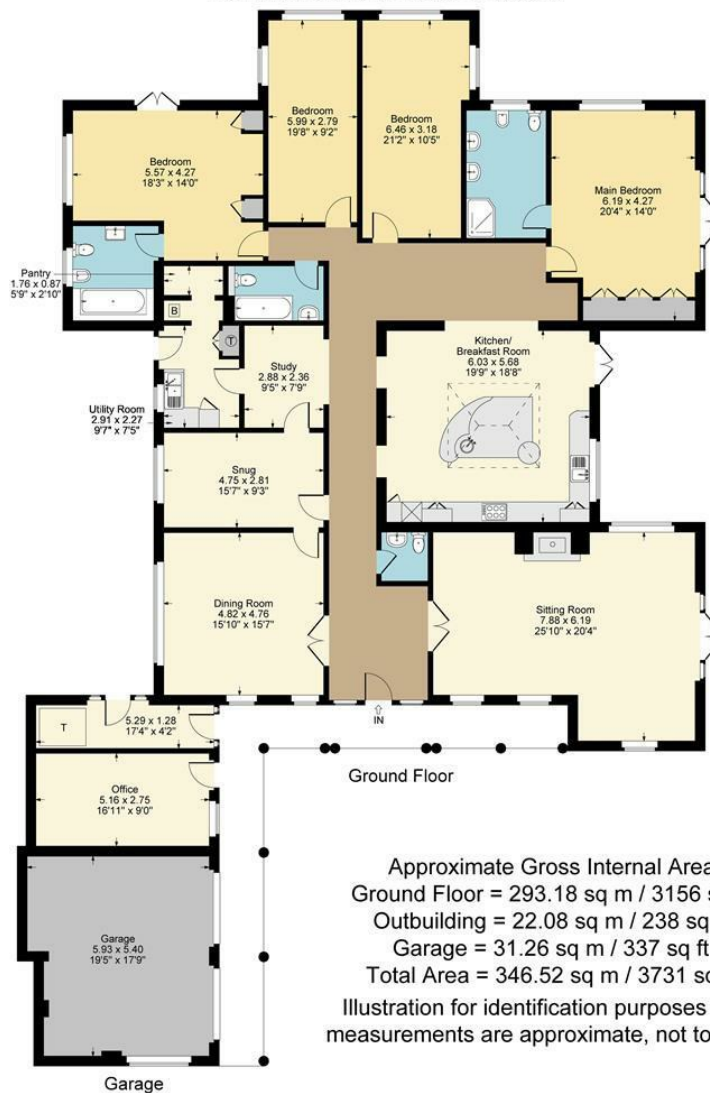 Bedroom
5.99 x 2.79
19'8" x 9'2"
Bedroom
6.46 x 3.18
21'2" x 10'5"
Bedroom
5.57 x 4.27
18'3" x 14'0"
Main Bedroom
6.19 x 4.27
20'4" x 14'0"
Pantry
1.76 x 0.87
5'9" x 2'10"
B
T
Kitchen/
Breakfast Room
6.03 x 5.68
19'9" x 18'8"
Study
2.88 x 2.36
9'5" x 7'9"
Utility Room
2.91 x 2.27
9'7" x 7'5"
Snug
4.75 x 2.81
15'7" x 9'3"
Dining Room
4.82 x 4.76
15'10" x 15'7"
Sitting Room
7.88 x 6.19
25'10" x 20'4"
IN
T
5.29 x 1.28
17'4" x 4'2"
Ground Floor
Office
5.16 x 2.75
16'11" x 9'0"
Garage
5.93 x 5.40
19'5" x 17'9"
Garage
Approximate Gross Internal Area
Ground Floor = 293.18 sq m / 3156 s
Outbuilding = 22.08 sq m / 238 sq
Garage = 31.26 sq m / 337 sq ft
Total Area = 346.52 sq m / 3731 sq
Illustration for identification purposes
measurements are approximate, not to